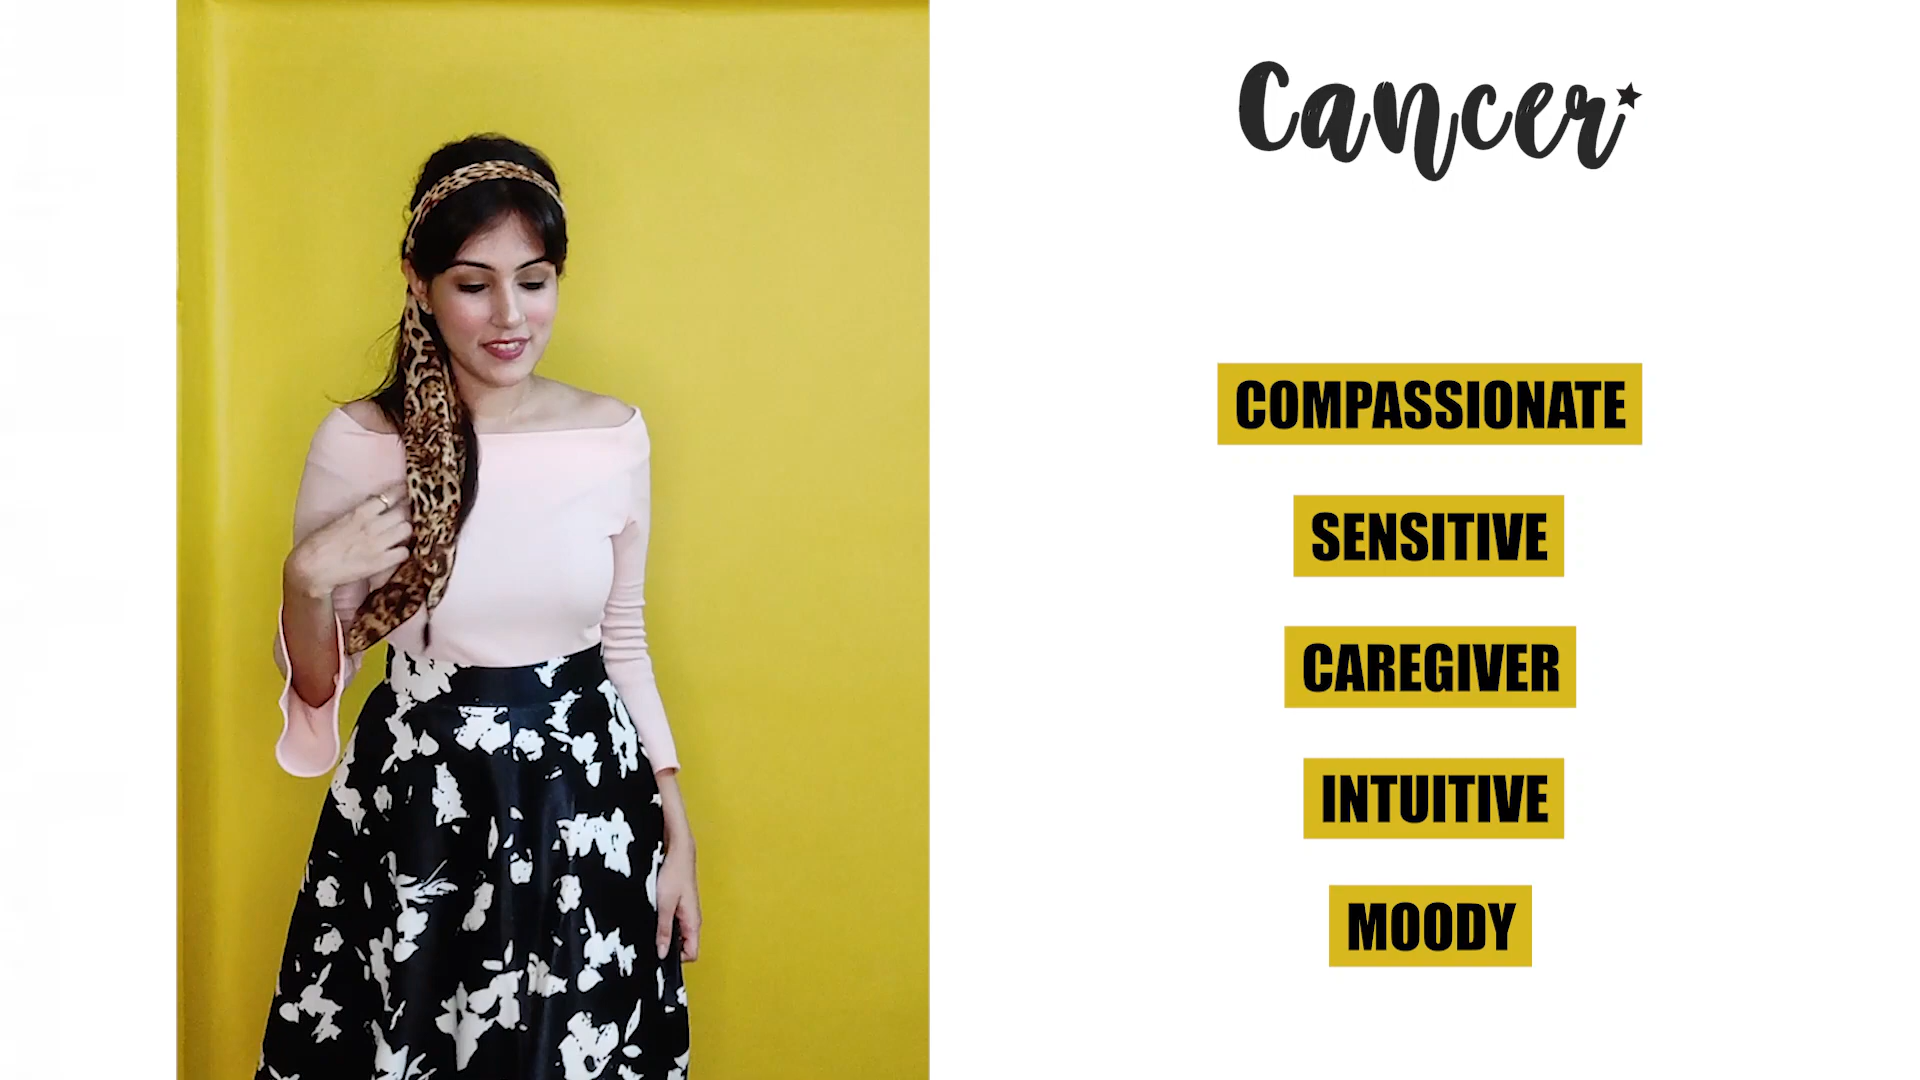 Cancer
COMPASSIONATE
SENSITIVE
CAREGIVER
INTUITIVE
MOODY